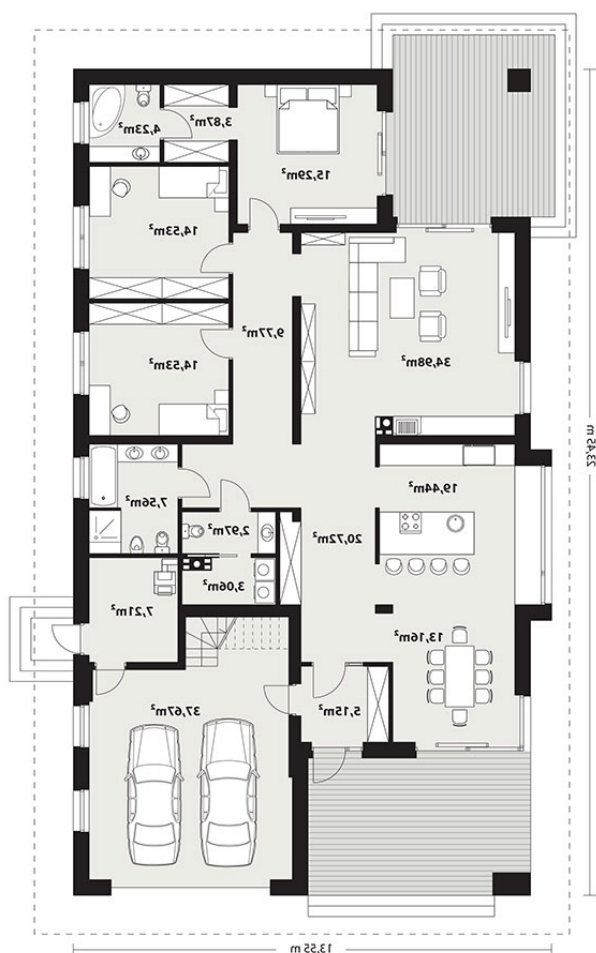 4,23m²
3,87m²
15,29m²
14,53m²
9,77m²
34,98m²
14,53m²
23,45 m
19,44m²
7,56m²
2,97m²
20,72m²
3,06m²
7,21m²
13,16m²
37,67m²
5,15m²
13,55 m